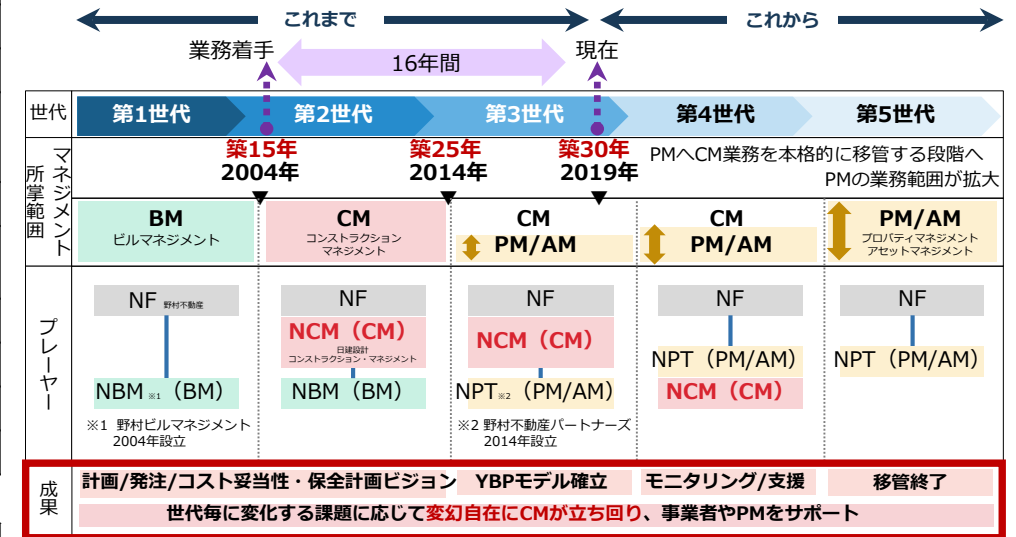 これまで
これから
業務着手
16年間
現在
世代
第1世代
第2世代
第3世代
第4世代
第5世代
マネジメント
所掌範囲
築15年
2004年
築25年
2014年
築30年
2019年
PMへCM業務を本格的に移管する段階へ
PMの業務範囲が拡大
BM
ビルマネジメント
CM
コンストラクション
マネジメント
CM
PM/AM
CM
PM/AM
PM/AM
プロパティマネジメント
アセットマネジメント
プレーヤー
NF 野村不動産
NBM ※1(BM)
※1 野村ビルマネジメント
2004年設立
NF
NCM(CM)
日建設計
コンストラクション・マネジメント
NBM(BM)
NF
NCM(CM)
NPT※2(PM/AM)
※2 野村不動産パートナーズ
2014年設立
NF
NPT(PM/AM)
NCM(CM)
NF
NPT(PM/AM)
成果
計画/発注/コスト妥当性・保全計画ビジョン
YBPモデル確立
モニタリング/支援
移管終了
世代毎に変化する課題に応じて変幻自在にCMが立ち回り、事業者やPMをサポート